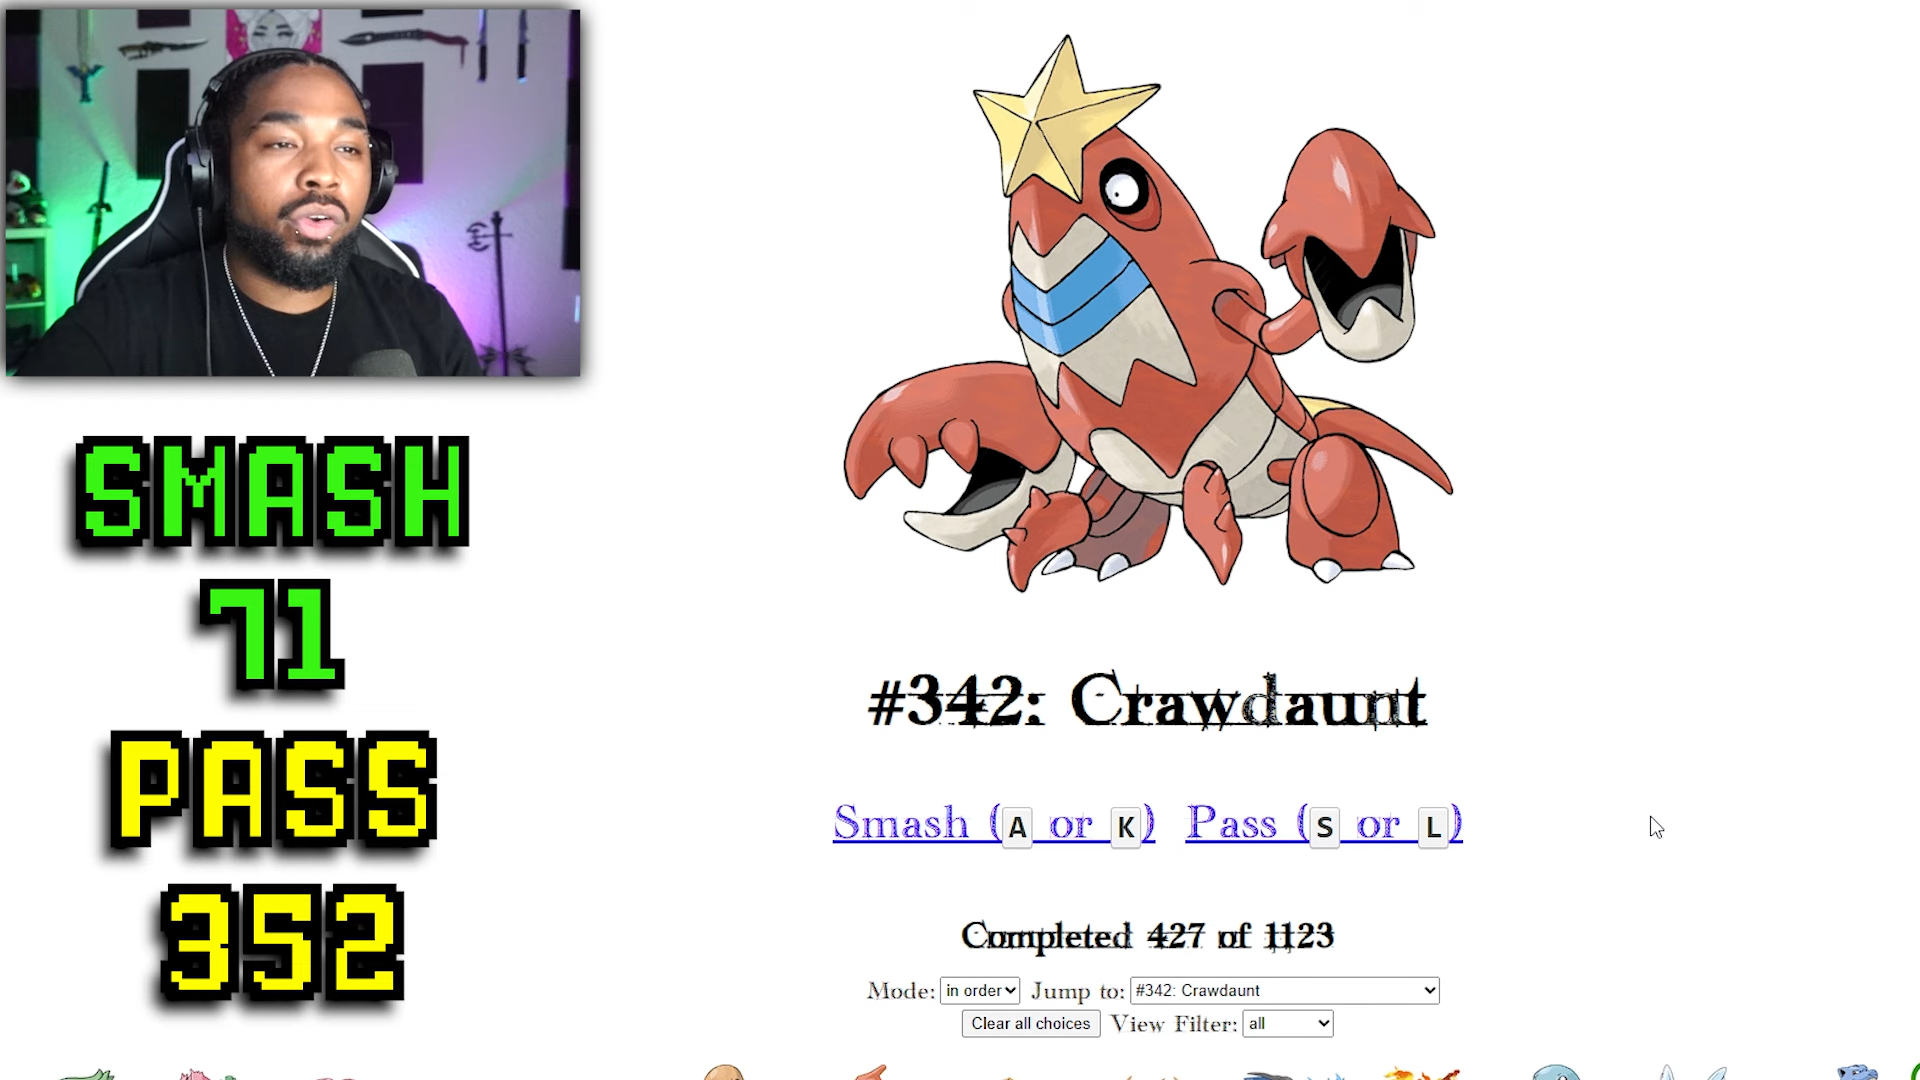 SMASH
71
PASS
352
#342: Crawdaunt
Smash (A or K) Pass (S or L)
Completed 427 of 1123
Mode: in order Jump to: #342: Crawdaunt
Clear all choices View Filter: all